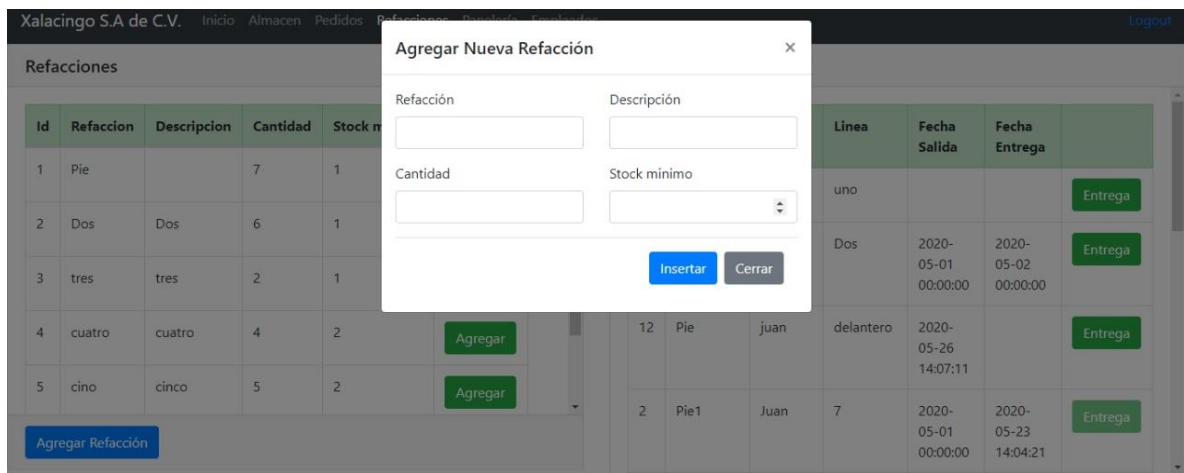 Xalacingo S.A de C.V. Inicio Almacen Pedidos Refacciones Papelería Empleados Logout
Refacciones
Agregar Nueva Refacción ×
Refacción Descripción
Cantidad Stock minimo
Insertar Cerrar
Id Refaccion Descripcion Cantidad Stock m
1 Pie 7 1
2 Dos Dos 6 1
3 tres tres 2 1
4 cuatro cuatro 4 2 Agregar
5 cino cinco 5 2 Agregar
Agregar Refacción
Linea Fecha Salida Fecha Entrega
uno Entrega
Dos 2020-05-01 00:00:00 2020-05-02 00:00:00 Entrega
12 Pie juan delantero 2020-05-26 14:07:11 Entrega
2 Pie1 Juan 7 2020-05-01 00:00:00 2020-05-23 14:04:21 Entrega